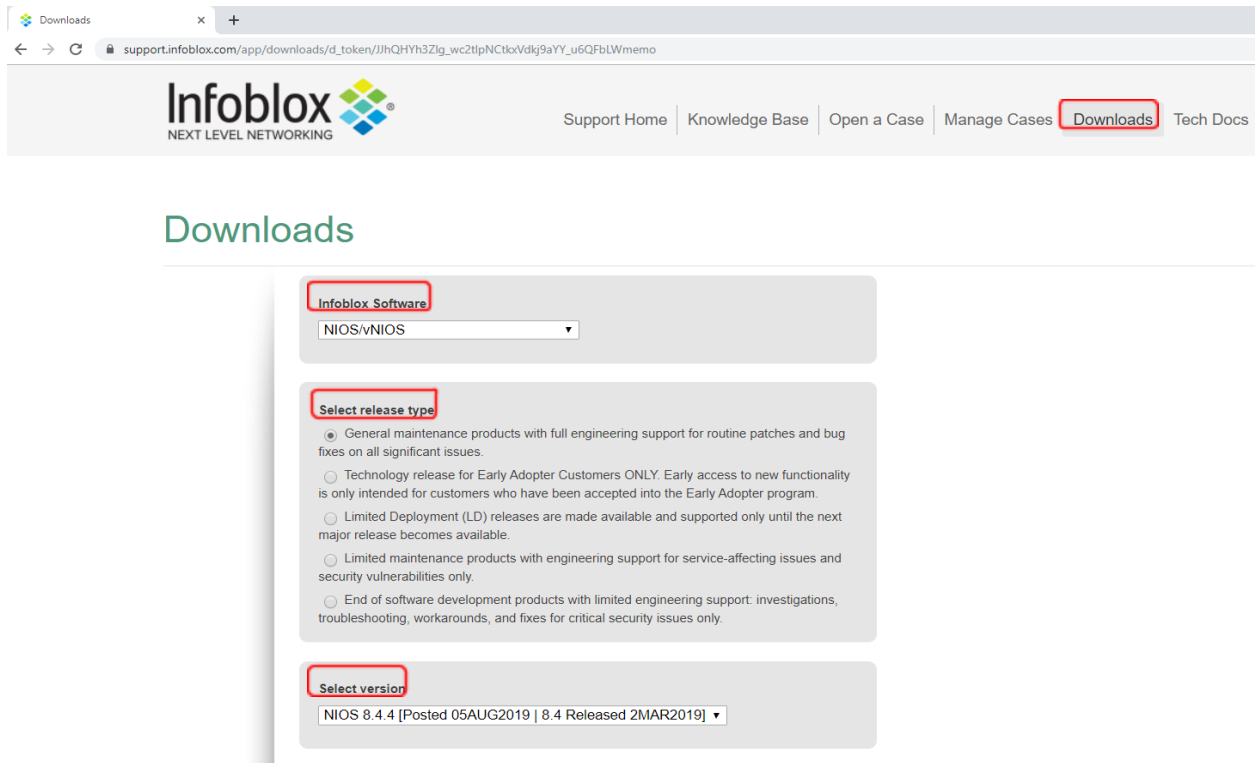 Downloads
support.infoblox.com/app/downloads/d_token/JJhQHYh3ZIg_wc2tIpNCtkxVdkj9aYY_u6QFbLWmemo
Infoblox
NEXT LEVEL NETWORKING
Support Home Knowledge Base Open a Case Manage Cases Downloads Tech Docs
Downloads
Infoblox Software
NIOS/vNIOS
Select release type
General maintenance products with full engineering support for routine patches and bug
fixes on all significant issues.
Technology release for Early Adopter Customers ONLY. Early access to new functionality
is only intended for customers who have been accepted into the Early Adopter program.
Limited Deployment (LD) releases are made available and supported only until the next
major release becomes available.
Limited maintenance products with engineering support for service-affecting issues and
security vulnerabilities only.
End of software development products with limited engineering support: investigations,
troubleshooting, workarounds, and fixes for critical security issues only.
Select version
NIOS 8.4.4 [Posted 05AUG2019 | 8.4 Released 2MAR2019]